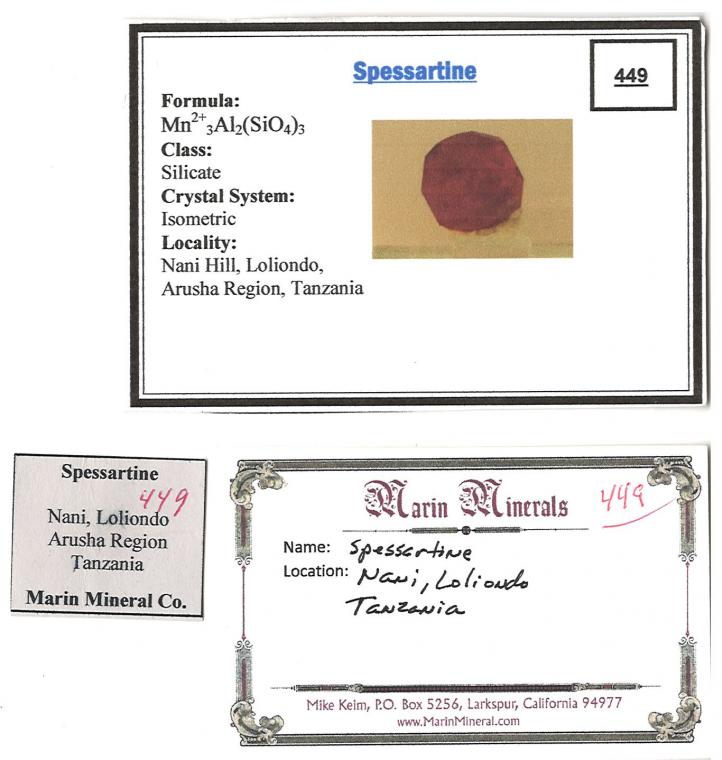 Spessartine
449
Formula:
Mn²⁺₃Al₂(SiO₄)₃
Class:
Silicate
Crystal System:
Isometric
Locality:
Nani Hill, Loliondo,
Arusha Region, Tanzania
Spessartine
449
Nani, Loliondo
Arusha Region
Tanzania
Marin Mineral Co.
Marin Minerals
449
Name: Spessartine
Location: Nani, Loliondo
Tanzania
Mike Keim, P.O. Box 5256, Larkspur, California 94977
www.MarinMineral.com